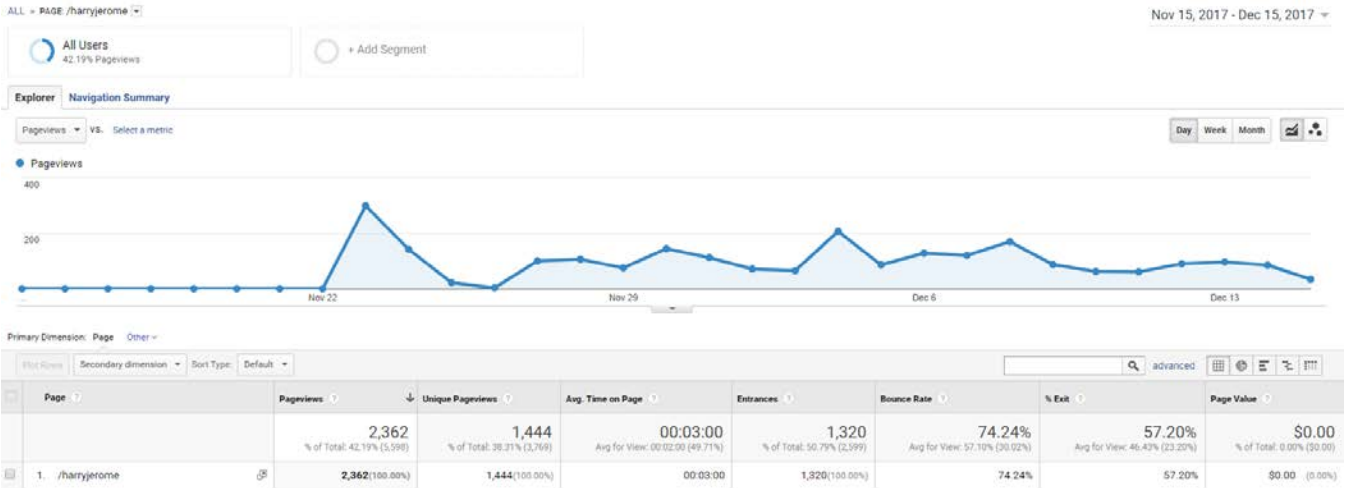 ALL » PAGE: /harryjerome
Nov 15, 2017 - Dec 15, 2017
All Users
42.19% Pageviews
+ Add Segment
Explorer Navigation Summary
Pageviews VS. Select a metric
Day Week Month
Pageviews
400
200
Nov 22 Nov 29 Dec 6 Dec 13
Primary Dimension: Page Other
Plot Rows Secondary dimension Sort Type: Default advanced
Page Pageviews Unique Pageviews Avg. Time on Page Entrances Bounce Rate % Exit Page Value
2,362 1,444 00:03:00 1,320 74.24% 57.20% $0.00
% of Total: 42.19% (5,598) % of Total: 38.31% (3,769) Avg for View: 00:02:00 (49.71%) % of Total: 50.79% (2,599) Avg for View: 57.10% (30.02%) Avg for View: 46.43% (23.20%) % of Total: 0.00% ($0.00)
1. /harryjerome 2,362(100.00%) 1,444(100.00%) 00:03:00 1,320(100.00%) 74.24% 57.20% $0.00 (0.00%)